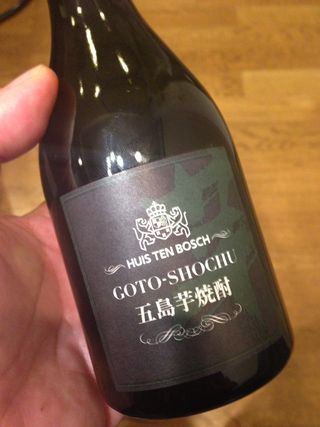 HUIS TEN BOSCH
GOTO-SHOCHU
五島芋焼酎